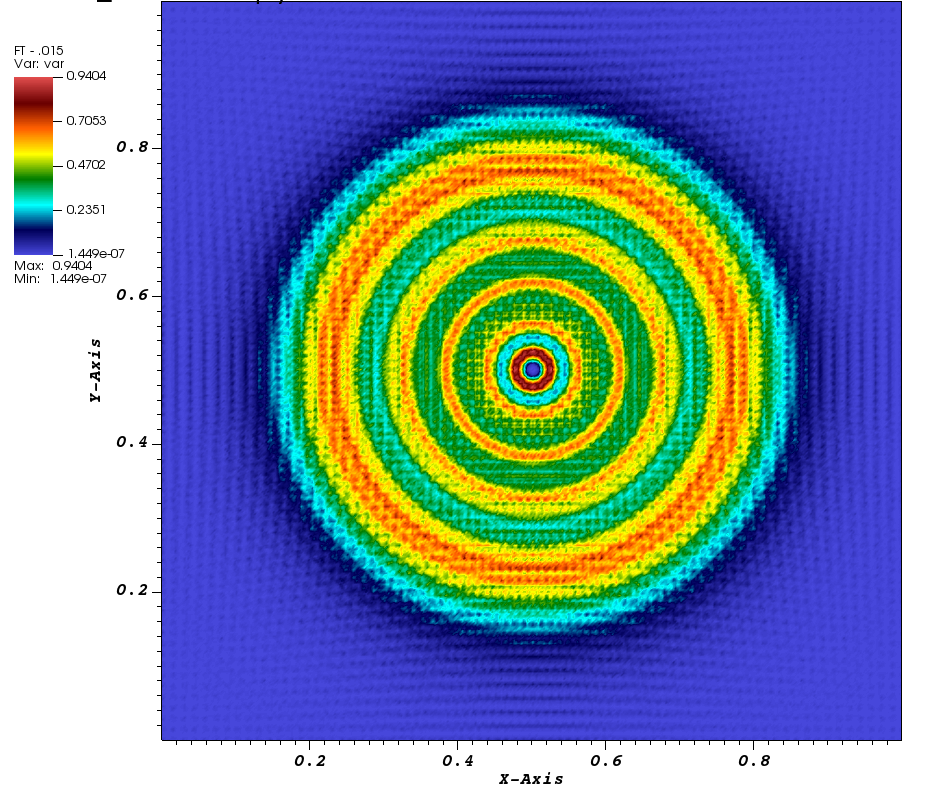 FT - .015
Var: var
0.9404
0.7053
0.4702
0.2351
1.449e-07
Max: 0.9404
Min: 1.449e-07
0.8
0.6
Y-Axis
0.4
0.2
0.2 0.4 0.6 0.8
X-Axis